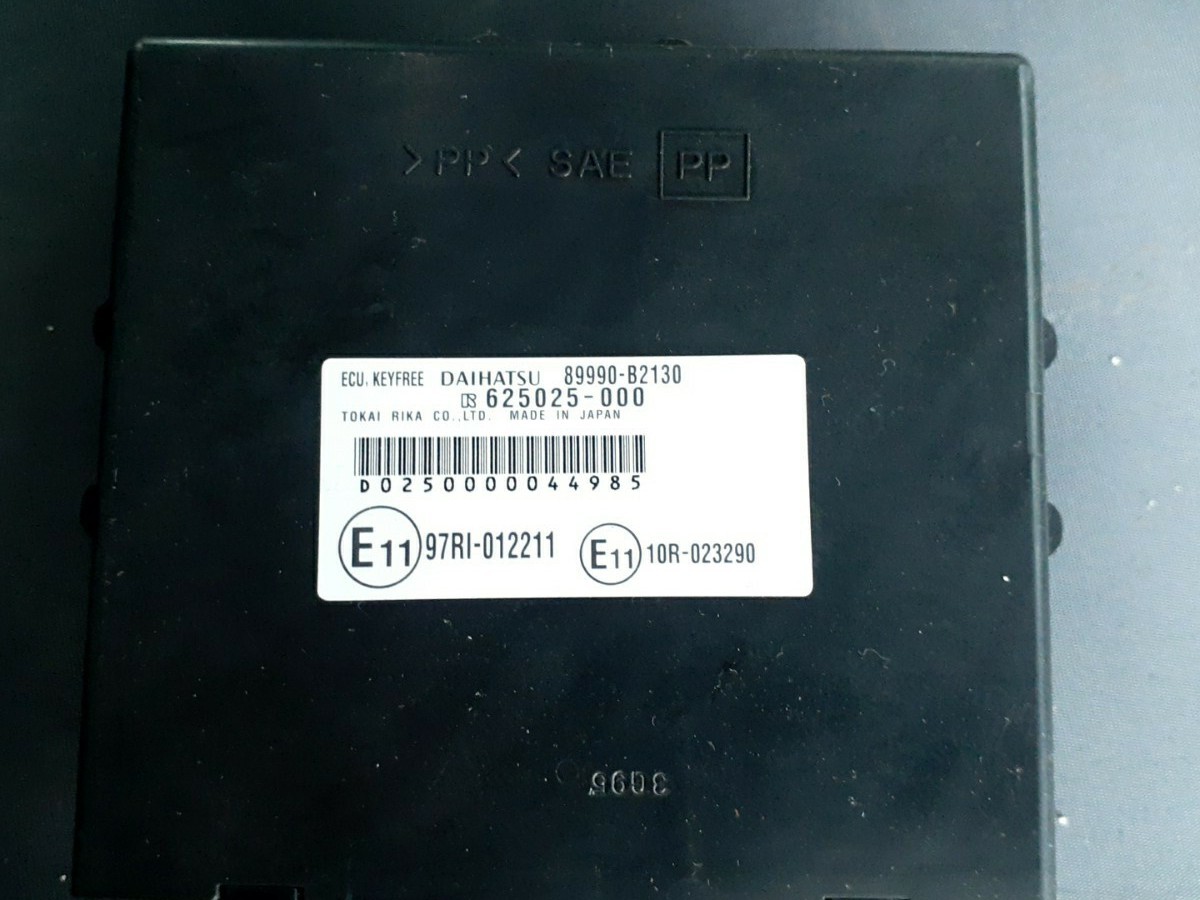 >PP< SAE PP
ECU, KEYFREE DAIHATSU 89990-B2130
625025-000
TOKAI RIKA CO.,LTD. MADE IN JAPAN
D0250000044985
E11 97RI-012211 E11 10R-023290